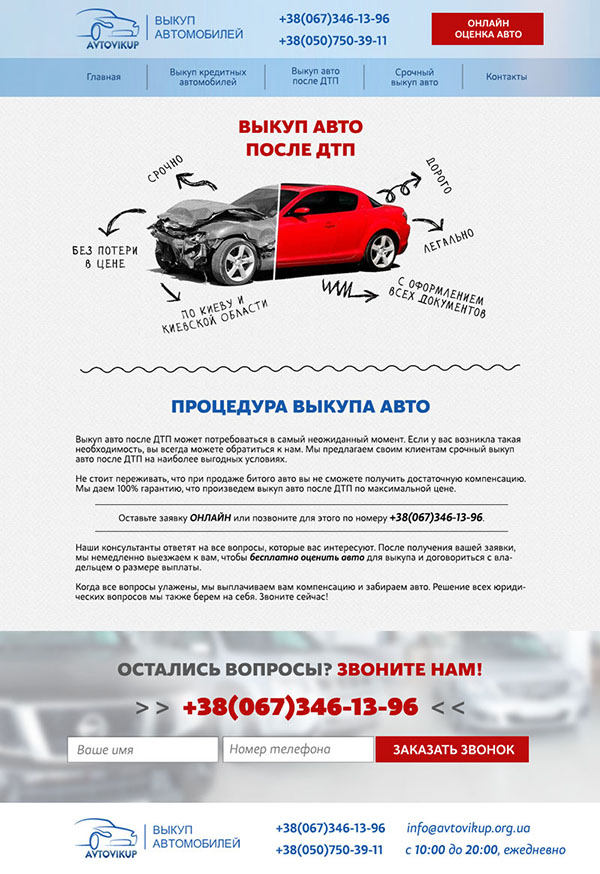 AVTOVIKUP
ВЫКУП
АВТОМОБИЛЕЙ
+38(067)346-13-96
+38(050)750-39-11
ОНЛАЙН
ОЦЕНКА АВТО
Главная
Выкуп кредитных
автомобилей
Выкуп авто
после ДТП
Срочный
выкуп авто
Контакты
ВЫКУП АВТО
ПОСЛЕ ДТП
СРОЧНО
ДОРОГО
БЕЗ ПОТЕРИ
В ЦЕНЕ
ЛЕГАЛЬНО
ПО КИЕВУ И
КИЕВСКОЙ ОБЛАСТИ
С ОФОРМЛЕНИЕМ
ВСЕХ ДОКУМЕНТОВ
ПРОЦЕДУРА ВЫКУПА АВТО
Выкуп авто после ДТП может потребоваться в самый неожиданный момент. Если у вас возникла такая
необходимость, вы всегда можете обратиться к нам. Мы предлагаем своим клиентам срочный выкуп
авто после ДТП на наиболее выгодных условиях.
Не стоит переживать, что при продаже битого авто вы не сможете получить достаточную компенсацию.
Мы даем 100% гарантию, что произведем выкуп авто после ДТП по максимальной цене.
Оставьте заявку ОНЛАЙН или позвоните для этого по номеру +38(067)346-13-96.
Наши консультанты ответят на все вопросы, которые вас интересуют. После получения вашей заявки,
мы немедленно выезжаем к вам, чтобы бесплатно оценить авто для выкупа и договориться с вла-
дельцем о размере выплаты.
Когда все вопросы улажены, мы выплачиваем вам компенсацию и забираем авто. Решение всех юриди-
ческих вопросов мы также берем на себя. Звоните сейчас!
ОСТАЛИСЬ ВОПРОСЫ? ЗВОНИТЕ НАМ!
> > +38(067)346-13-96 < <
Ваше имя
Номер телефона
ЗАКАЗАТЬ ЗВОНОК
AVTOVIKUP
ВЫКУП
АВТОМОБИЛЕЙ
+38(067)346-13-96
+38(050)750-39-11
info@avtovikup.org.ua
с 10:00 до 20:00, ежедневно